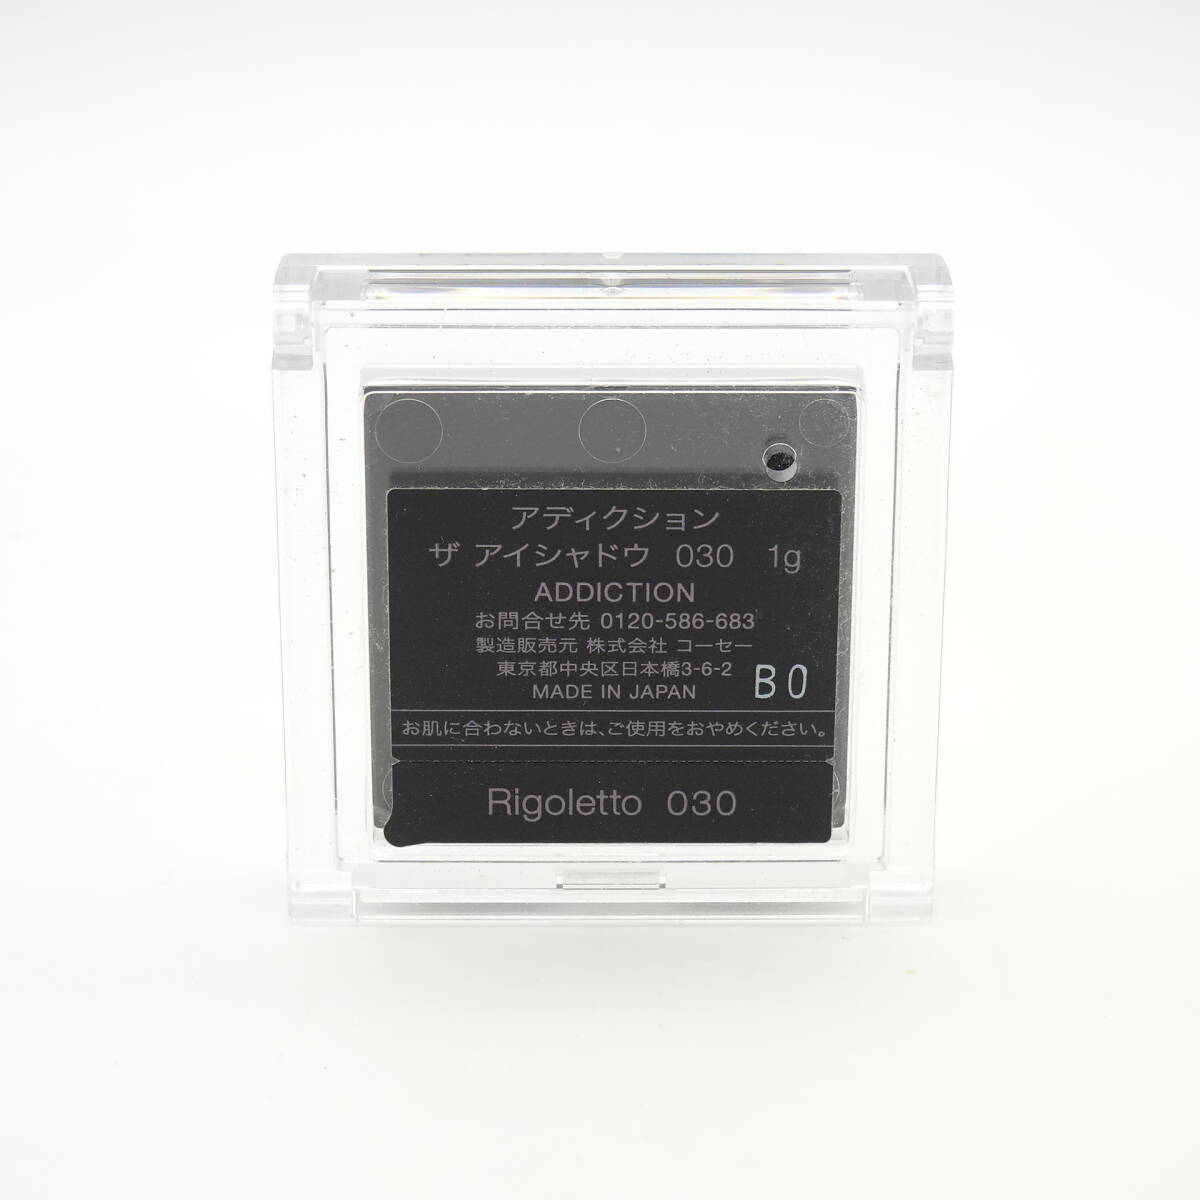 アディクション
ザ アイシャドウ 030 1g
ADDICTION
お問合せ先 0120-586-683
製造販売元 株式会社 コーセー
東京都中央区日本橋3-6-2
MADE IN JAPAN
B0
お肌に合わないときは、ご使用をおやめください。
Rigoletto 030